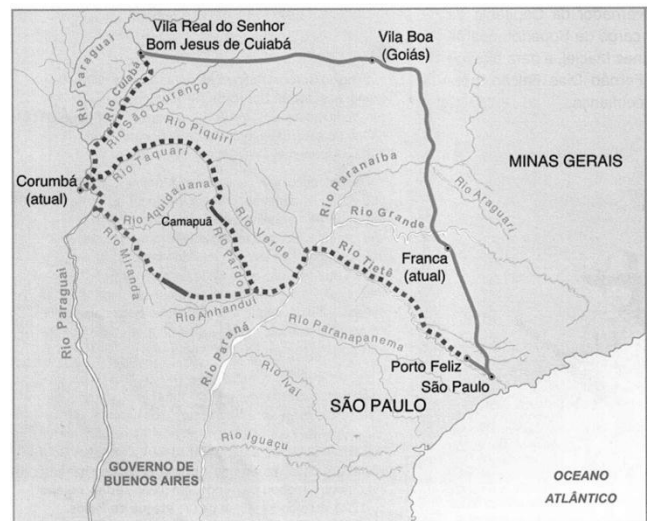 Vila Real do Senhor
Bom Jesus de Cuiabá
Vila Boa
(Goiás)
Rio Paraguai
Rio Cuiabá
Rio São Lourenço
Rio Piquiri
Rio Taquari
Corumbá
(atual)
Rio Aquidauana
Camapuã
Rio Verde
Rio Pardo
Rio Miranda
Rio Anhanduí
Rio Paranaíba
MINAS GERAIS
Rio Araguari
Rio Grande
Franca
(atual)
Rio Tietê
Rio Paraguai
Rio Paraná
Rio Paranapanema
Porto Feliz
São Paulo
Rio Ivaí
SÃO PAULO
Rio Iguaçu
GOVERNO DE
BUENOS AIRES
OCEANO
ATLÂNTICO